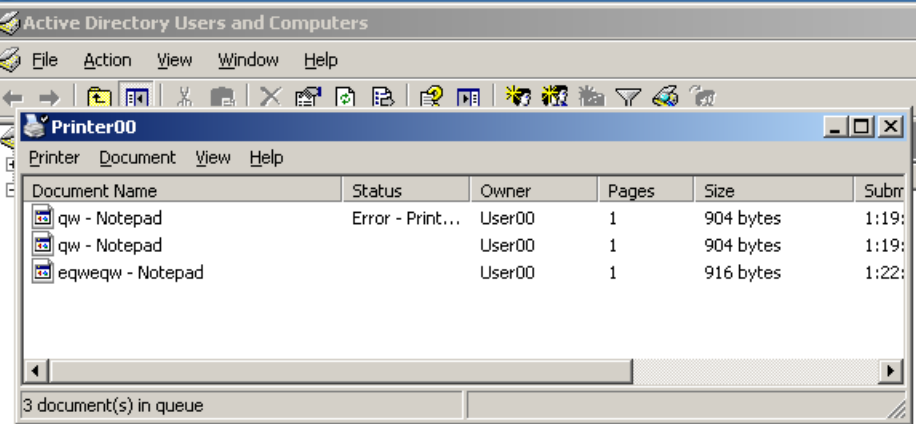 Active Directory Users and Computers
File Action View Window Help
Printer00
Printer Document View Help
Document Name Status Owner Pages Size Subm
qw - Notepad Error - Print... User00 1 904 bytes 1:19:
qw - Notepad User00 1 904 bytes 1:19:
eqweqw - Notepad User00 1 916 bytes 1:22:
3 document(s) in queue